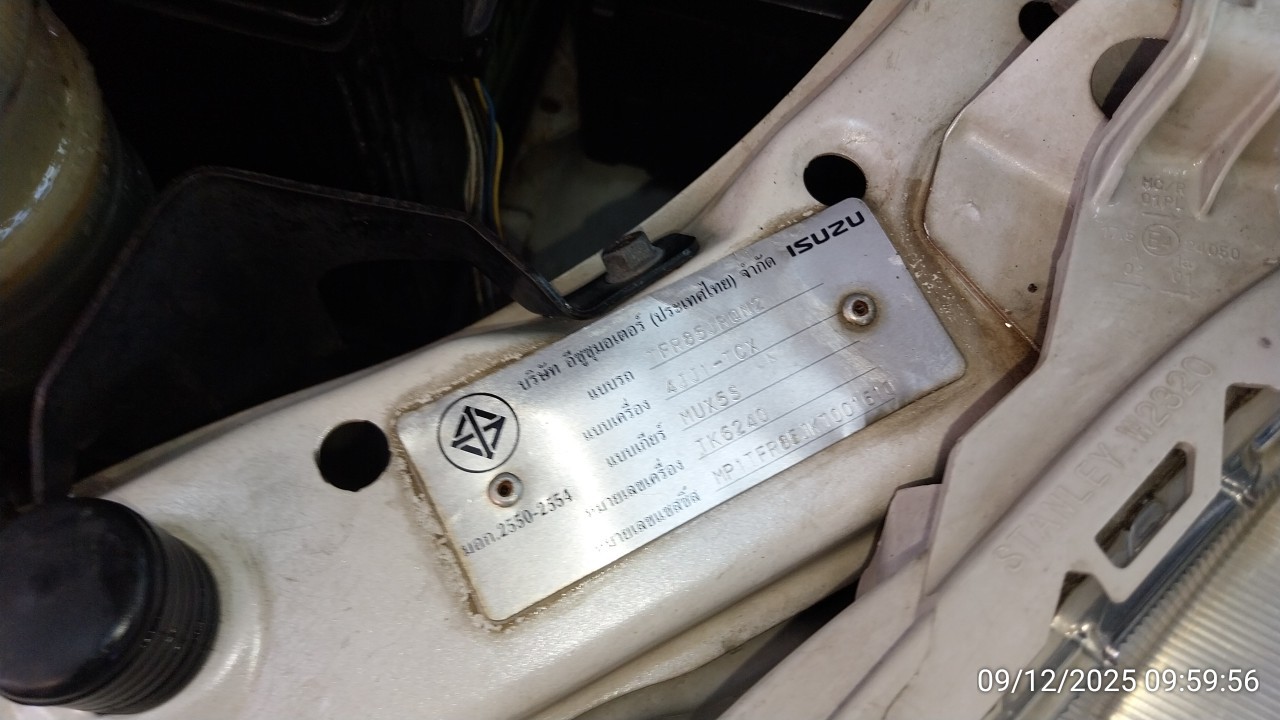 ISUZU
บริษัท อีซูซุมอเตอร์ (ประเทศไทย) จำกัด
แบบรถ TFR85JRQM2
แบบเครื่อง 4JJ1-TCX
แบบเกียร์ MUX5S
หมายเลขเครื่อง TK6240
หมายเลขแชสซีส์
มอก.2550-2554
STANLEY W2320
09/12/2025 09:59:56